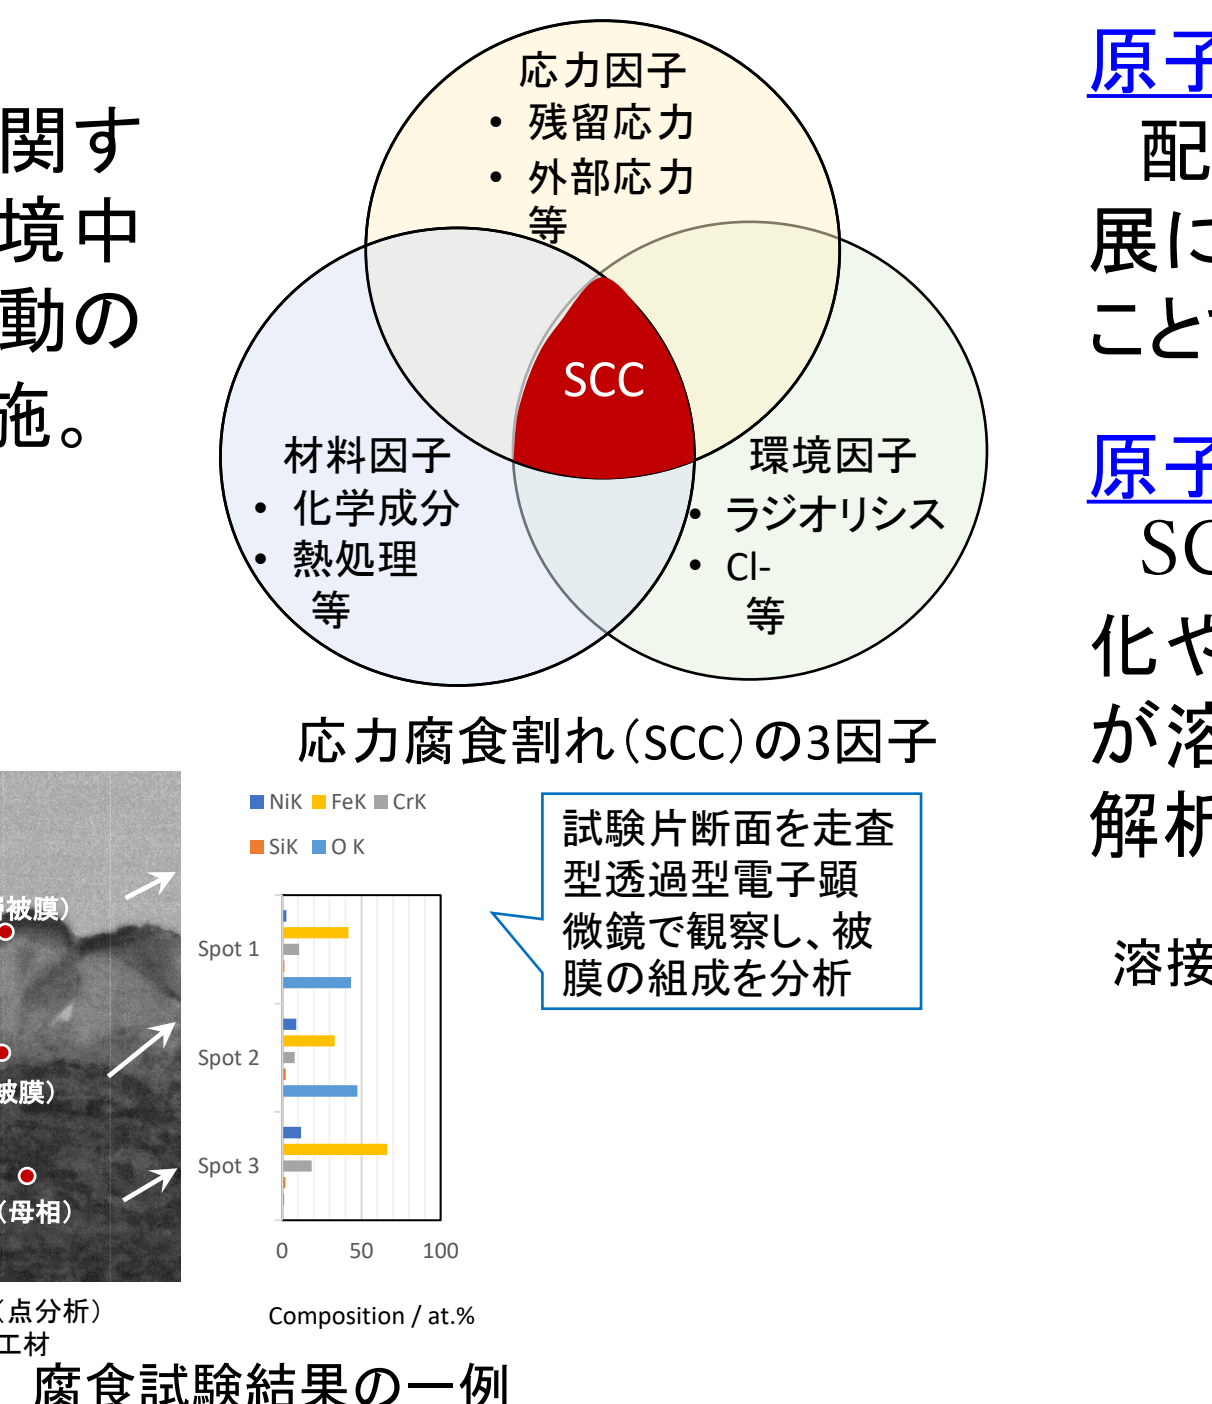 関す
境中
動の
施。
応力因子
• 残留応力
• 外部応力
等
SCC
材料因子
• 化学成分
• 熱処理
等
環境因子
• ラジオリシス
• Cl-
等
応力腐食割れ（SCC）の3因子
原子
配
展に
こと
原子
SC
化や
が溶
解析
溶接
被膜）
被膜）
（母相）
（点分析）
工材
NiK FeK CrK
SiK O K
Spot 1
Spot 2
Spot 3
0 50 100
Composition / at.%
試験片断面を走査
型透過型電子顕
微鏡で観察し、被
膜の組成を分析
腐食試験結果の一例